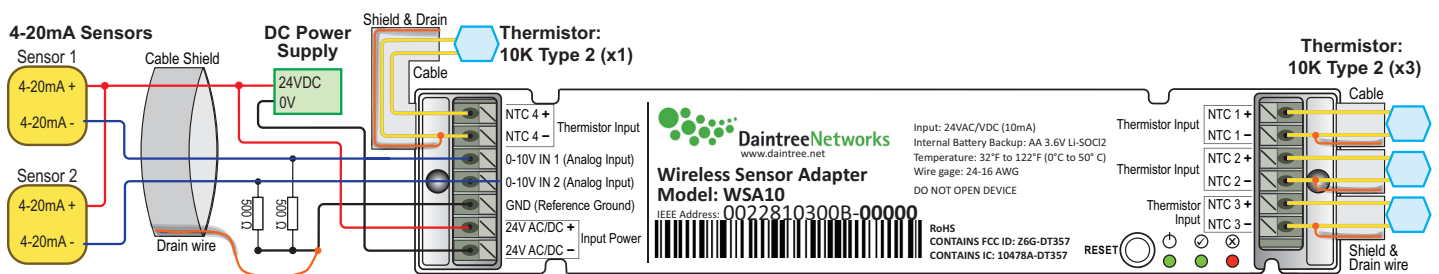 4-20mA Sensors
Sensor 1
4-20mA +
4-20mA -
Sensor 2
4-20mA +
4-20mA -
Cable Shield
Drain wire
DC Power
Supply
24VDC
0V
500 Ω
500 Ω
Shield & Drain
Cable
Thermistor:
10K Type 2 (x1)
NTC 4 +
NTC 4 –
Thermistor Input
0-10V IN 1 (Analog Input)
0-10V IN 2 (Analog Input)
GND (Reference Ground)
24V AC/DC +
24V AC/DC –
Input Power
DaintreeNetworks
www.daintree.net
Wireless Sensor Adapter
Model: WSA10
IEEE Address: 0022810300B-00000
Input: 24VAC/VDC (10mA)
Internal Battery Backup: AA 3.6V Li-SOCl2
Temperature: 32°F to 122°F (0°C to 50° C)
Wire gage: 24-16 AWG
DO NOT OPEN DEVICE
RoHS
CONTAINS FCC ID: Z6G-DT357
CONTAINS IC: 10478A-DT357
RESET
Thermistor:
10K Type 2 (x3)
Cable
Thermistor Input
NTC 1 +
NTC 1 –
Thermistor Input
NTC 2 +
NTC 2 –
Thermistor
Input
NTC 3 +
NTC 3 –
Shield &
Drain wire